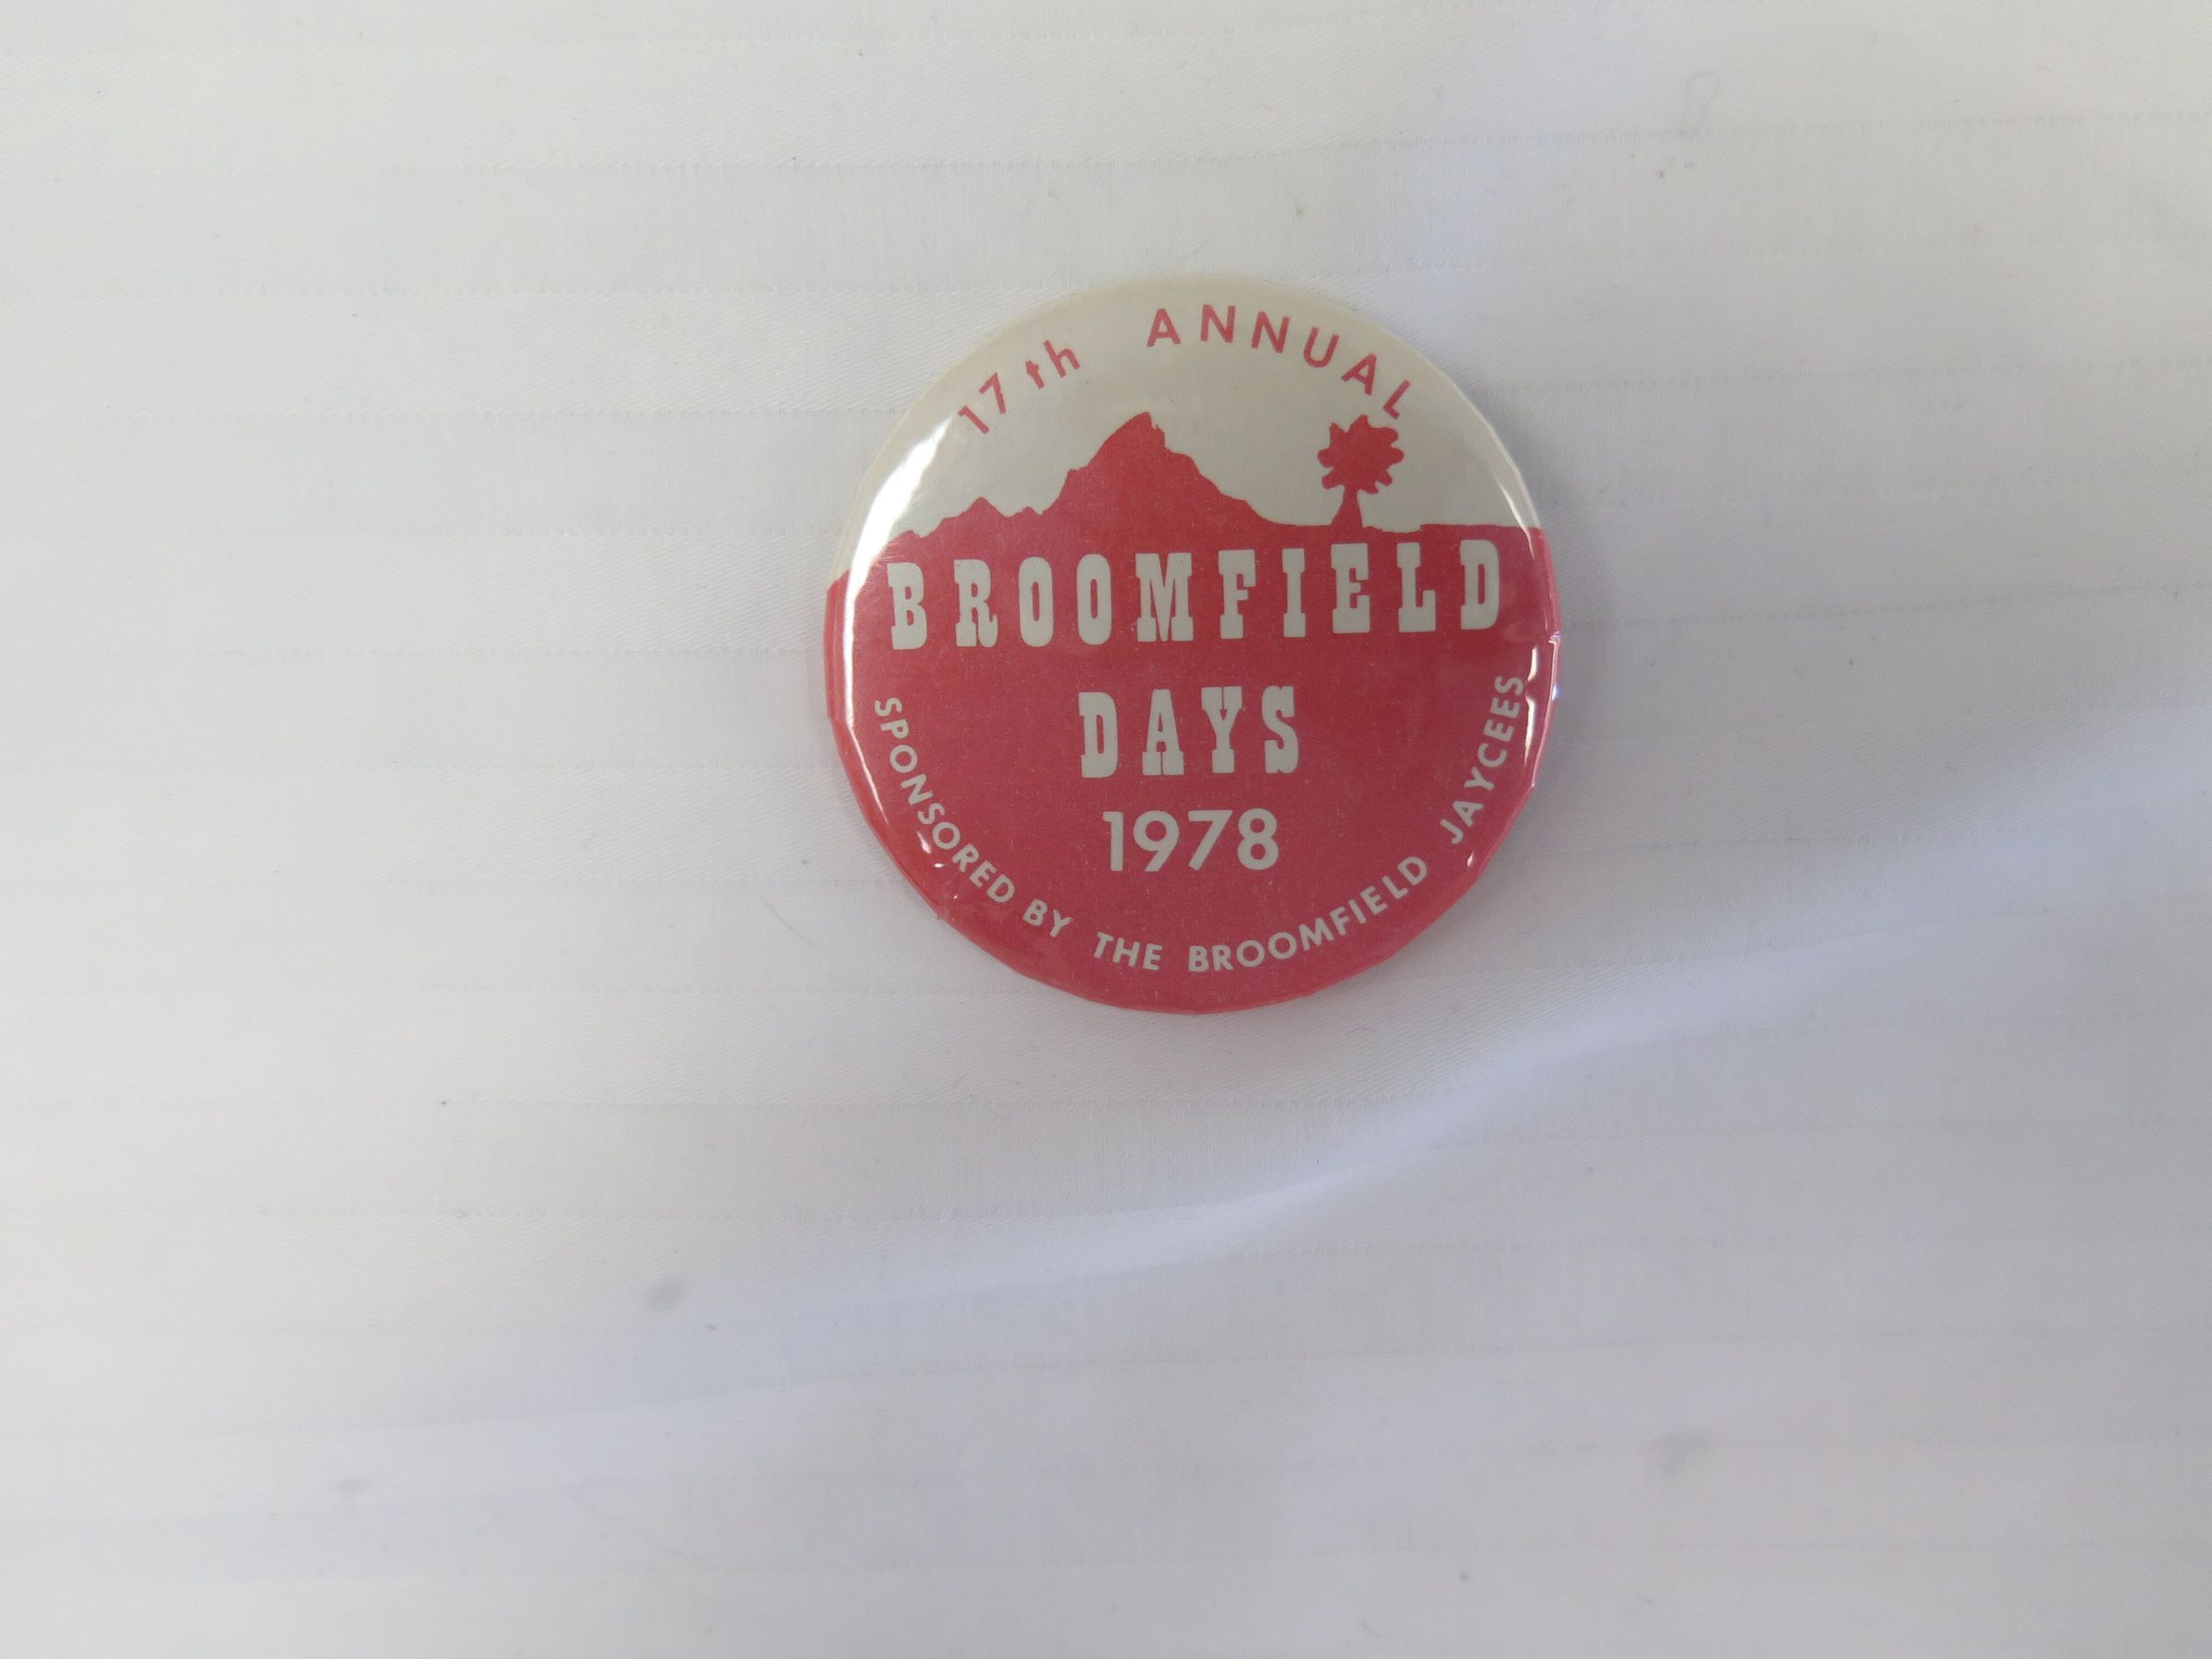 17th ANNUAL
BROOMFIELD
DAYS
1978
SPONSORED BY THE BROOMFIELD JAYCEES